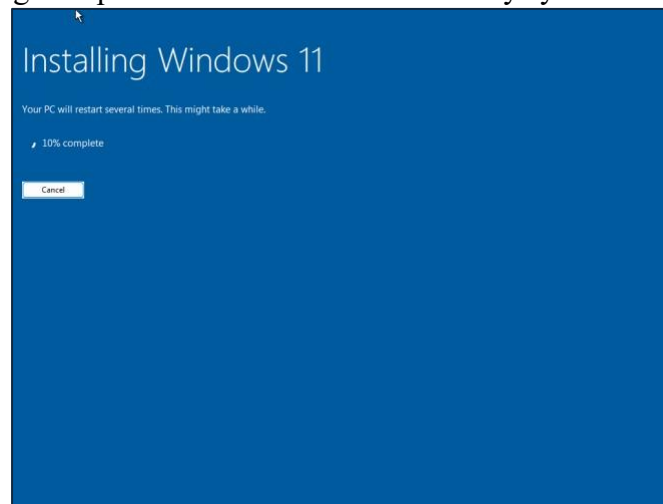 Installing Windows 11
Your PC will restart several times. This might take a while.
10% complete
Cancel